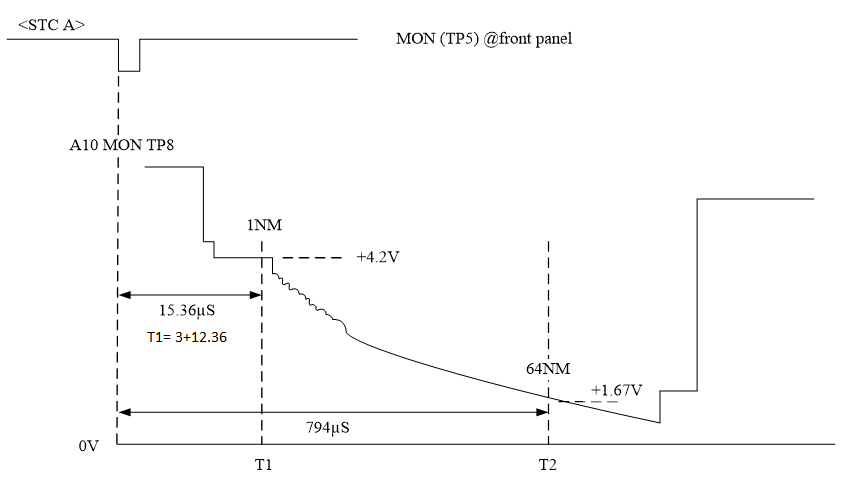 <STC A>
MON (TP5) @front panel
A10 MON TP8
1NM
+4.2V
15.36µS
T1= 3+12.36
64NM
+1.67V
794µS
0V
T1
T2